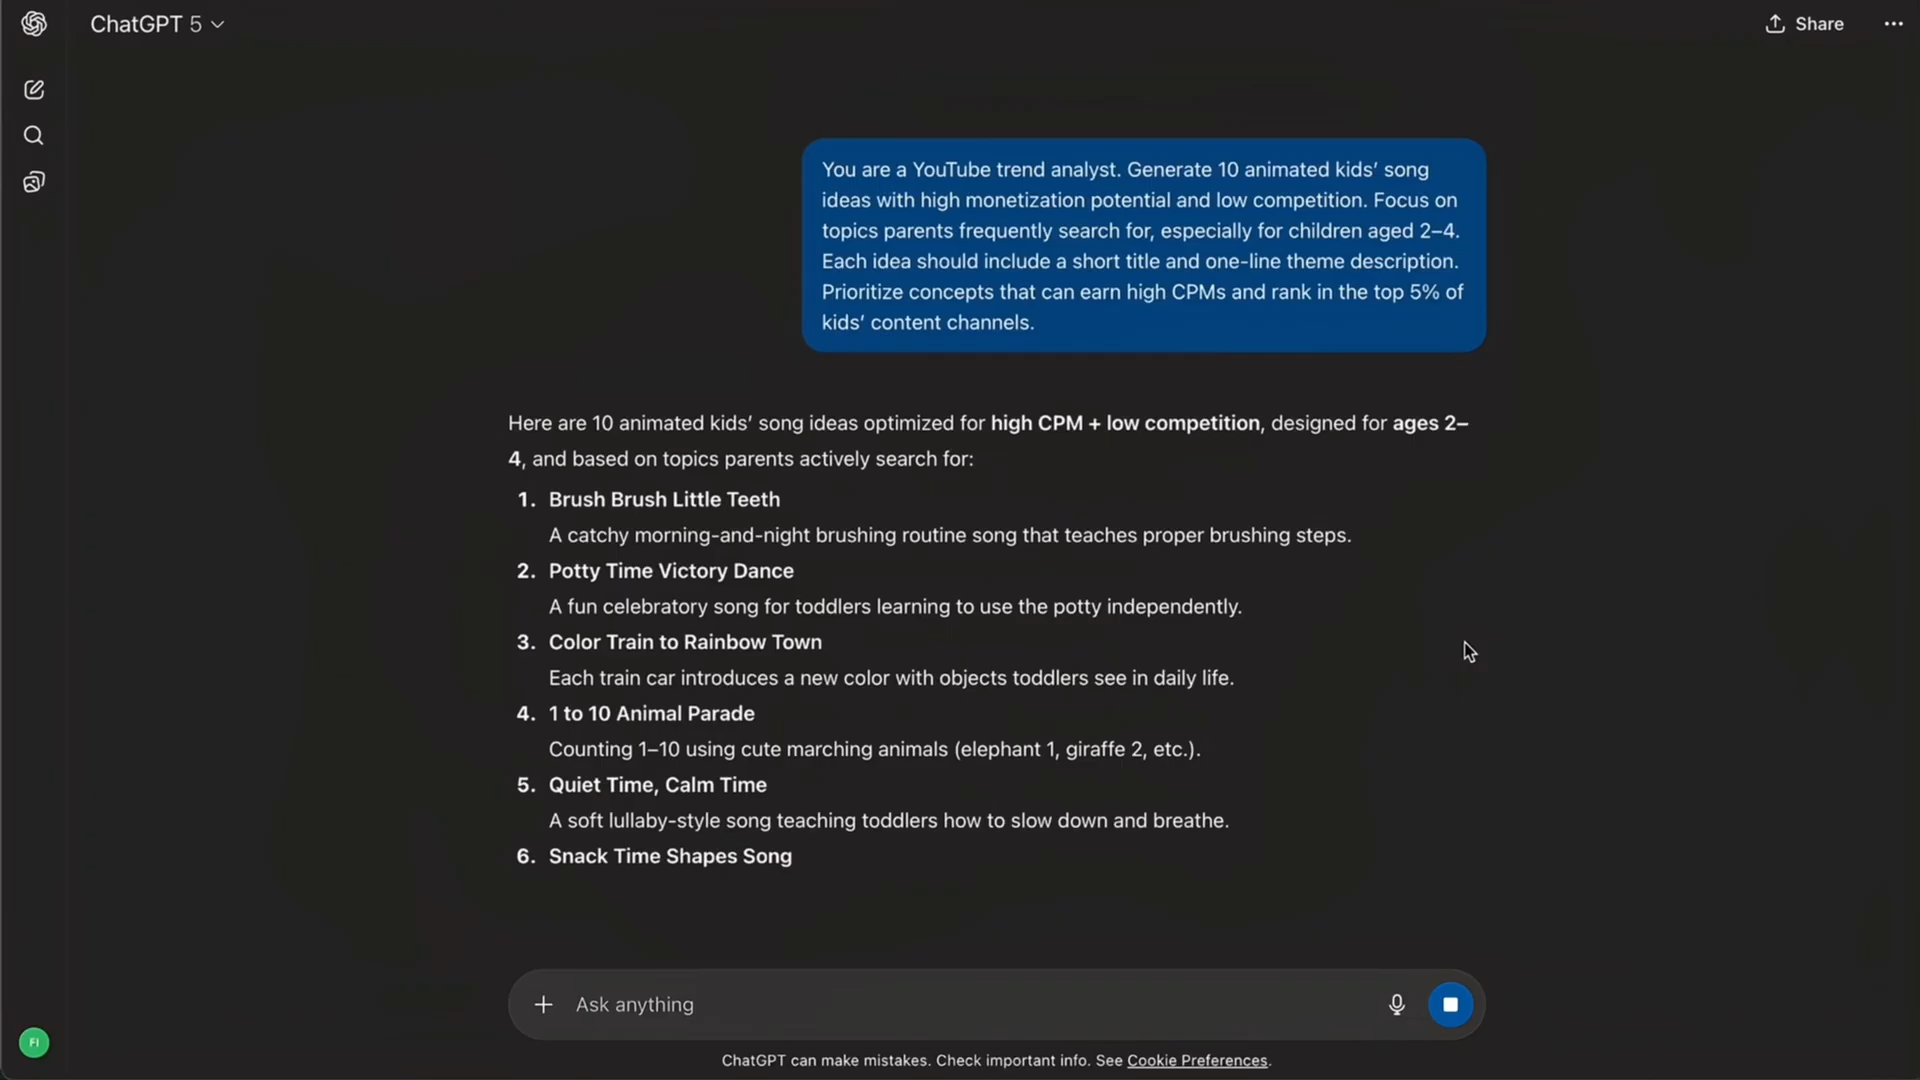 ChatGPT 5
Share
You are a YouTube trend analyst. Generate 10 animated kids’ song
ideas with high monetization potential and low competition. Focus on
topics parents frequently search for, especially for children aged 2–4.
Each idea should include a short title and one-line theme description.
Prioritize concepts that can earn high CPMs and rank in the top 5% of
kids’ content channels.
Here are 10 animated kids’ song ideas optimized for high CPM + low competition, designed for ages 2–
4, and based on topics parents actively search for:
1. Brush Brush Little Teeth
A catchy morning-and-night brushing routine song that teaches proper brushing steps.
2. Potty Time Victory Dance
A fun celebratory song for toddlers learning to use the potty independently.
3. Color Train to Rainbow Town
Each train car introduces a new color with objects toddlers see in daily life.
4. 1 to 10 Animal Parade
Counting 1–10 using cute marching animals (elephant 1, giraffe 2, etc.).
5. Quiet Time, Calm Time
A soft lullaby-style song teaching toddlers how to slow down and breathe.
6. Snack Time Shapes Song
Ask anything
FI
ChatGPT can make mistakes. Check important info. See Cookie Preferences.